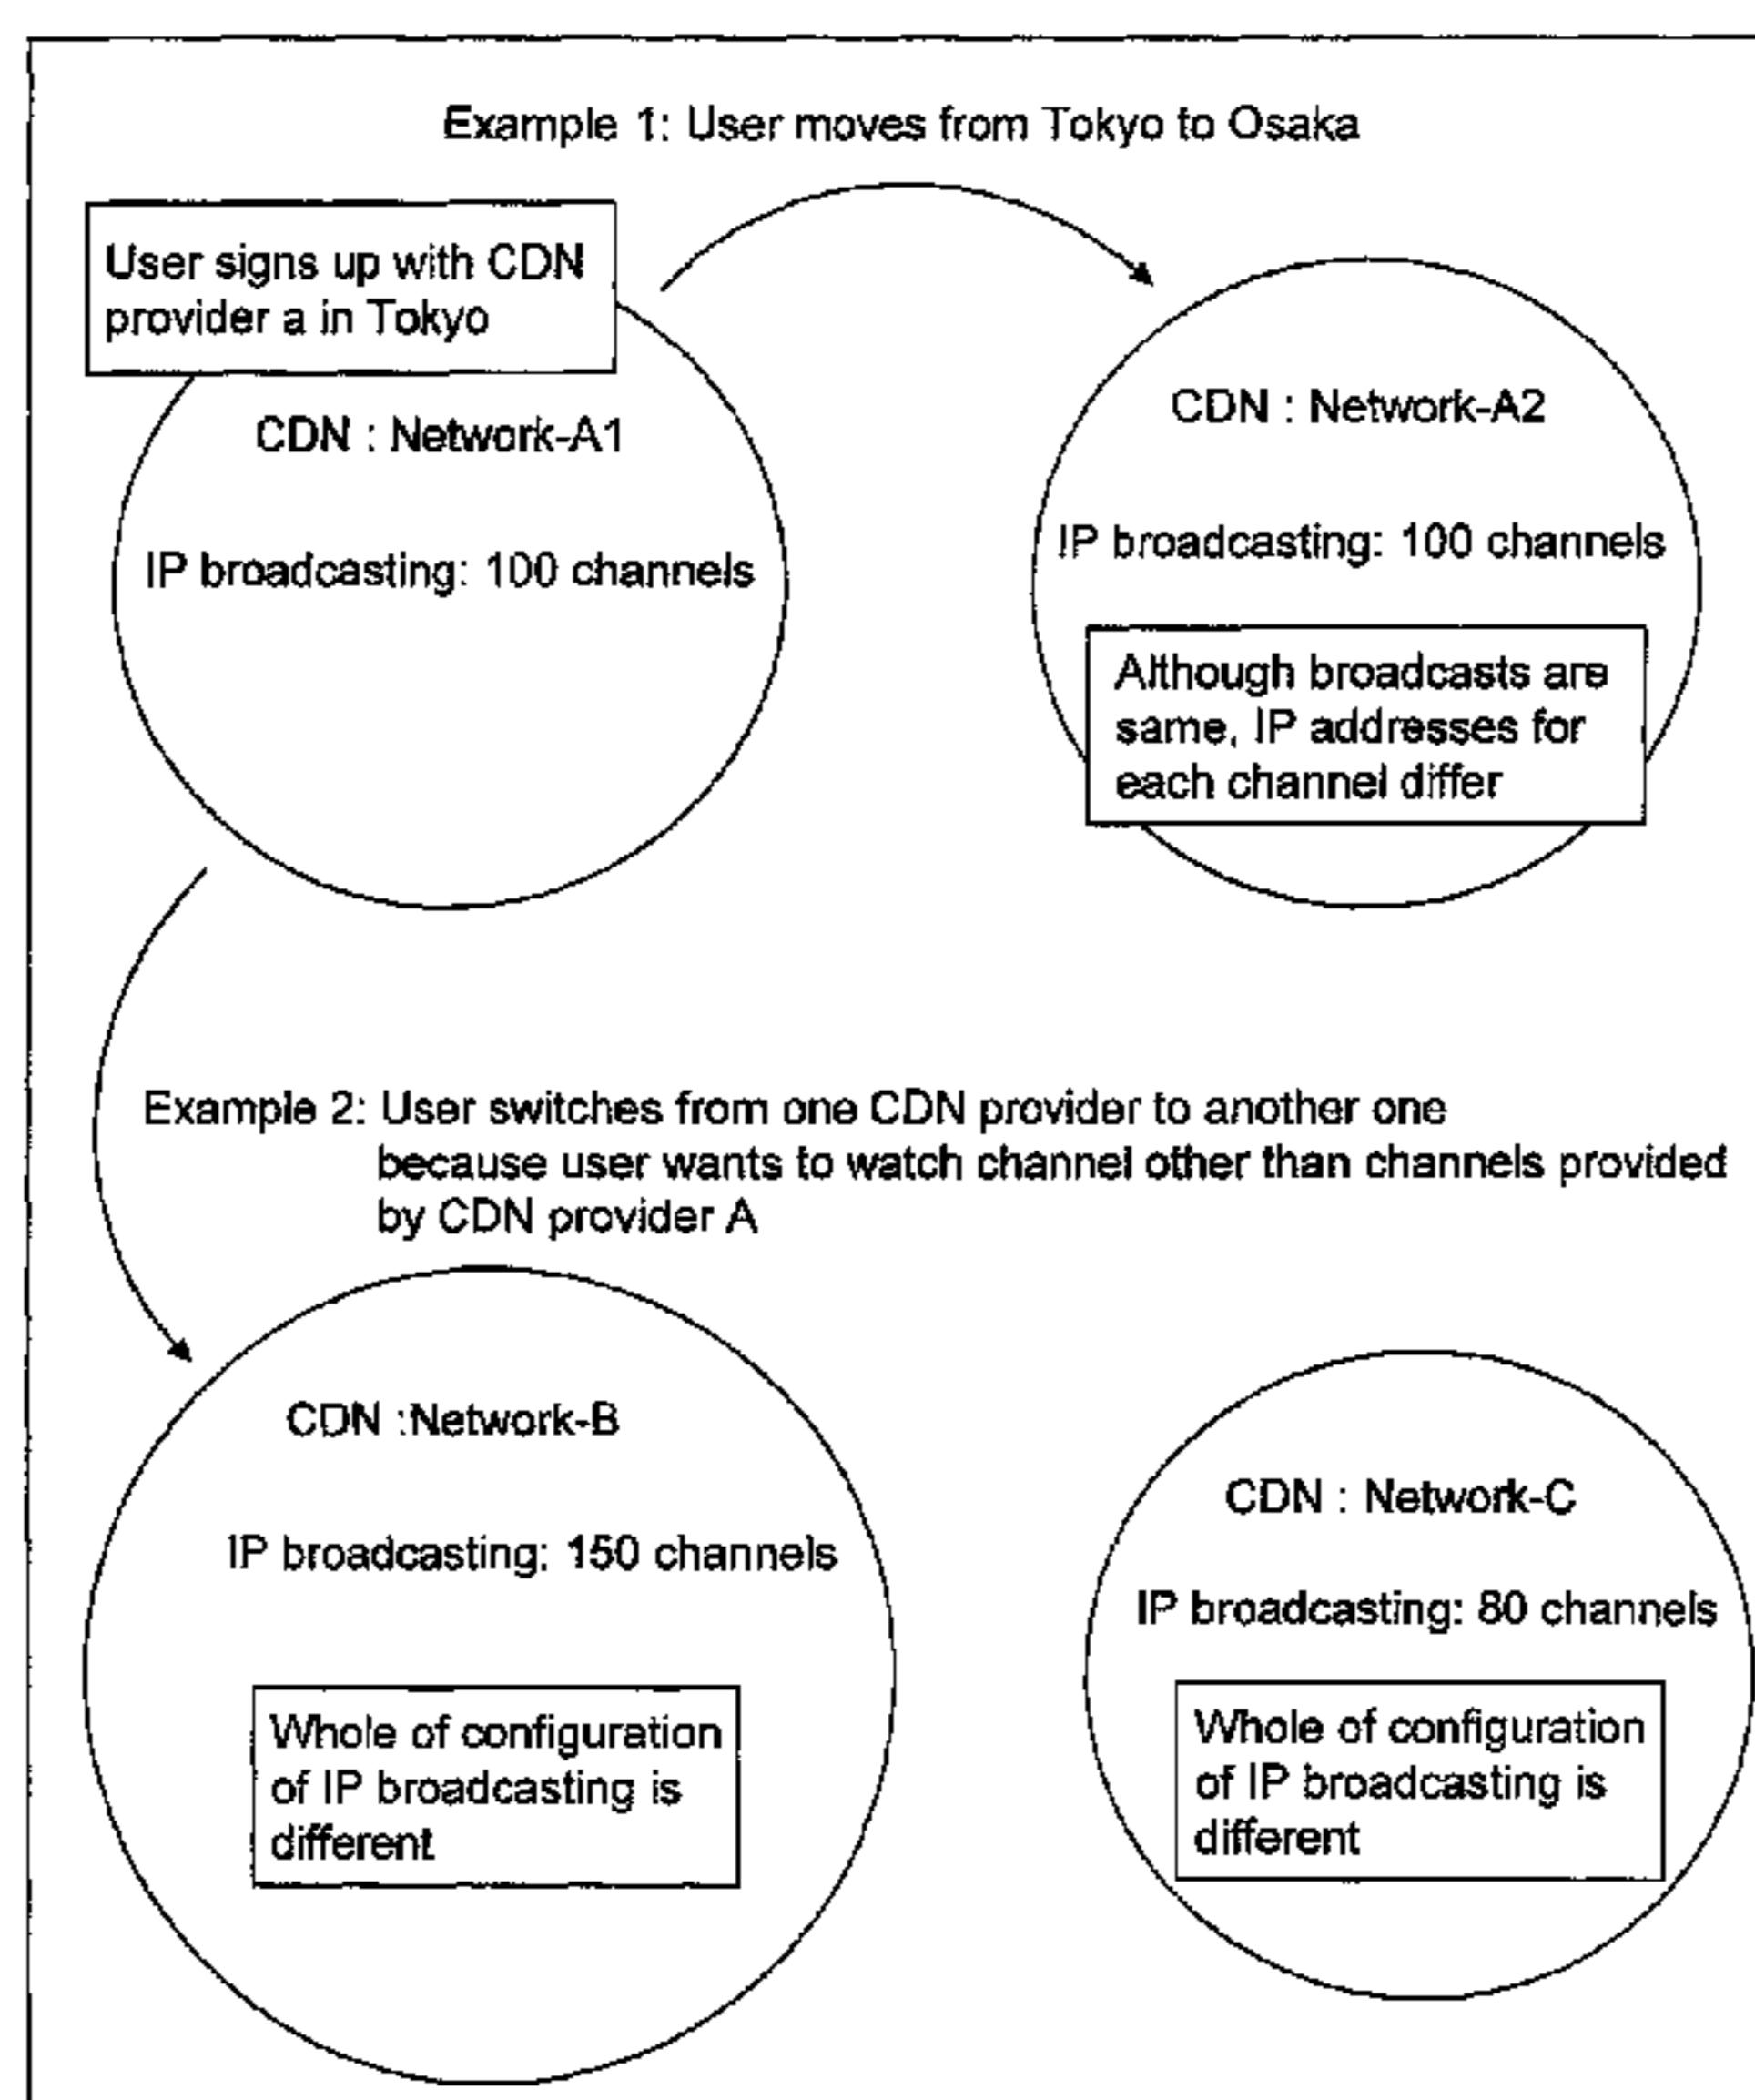 Example 1: User moves from Tokyo to Osaka
User signs up with CDN
provider a in Tokyo
CDN : Network-A1
IP broadcasting: 100 channels
CDN : Network-A2
IP broadcasting: 100 channels
Although broadcasts are
same, IP addresses for
each channel differ
Example 2: User switches from one CDN provider to another one
because user wants to watch channel other than channels provided
by CDN provider A
CDN :Network-B
IP broadcasting: 150 channels
Whole of configuration
of IP broadcasting is
different
CDN : Network-C
IP broadcasting: 80 channels
Whole of configuration
of IP broadcasting is
different